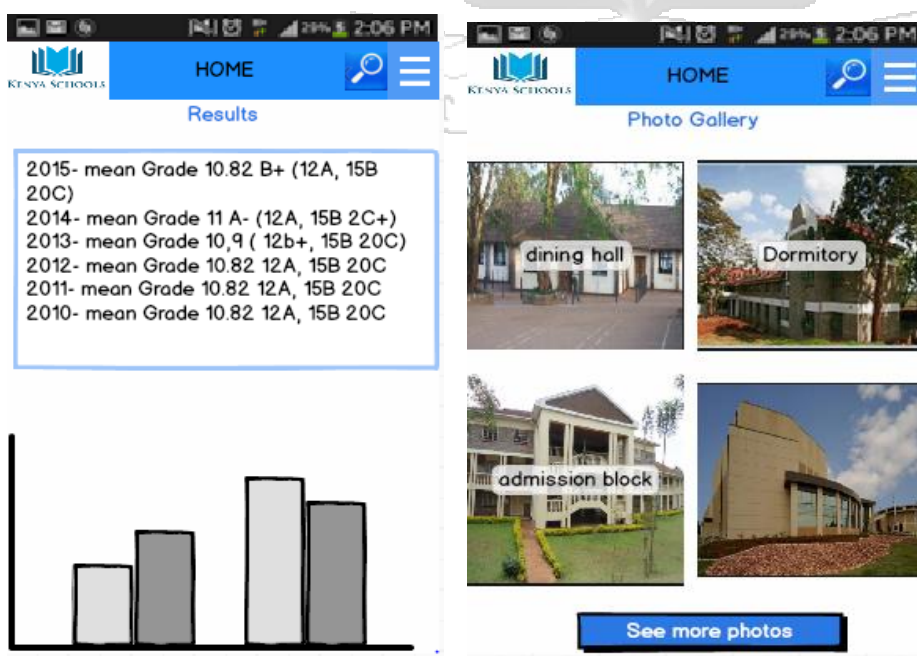 29% 2:06 PM
KENYA SCHOOLS
HOME
Results
2015- mean Grade 10.82 B+ (12A, 15B
20C)
2014- mean Grade 11 A- (12A, 15B 2C+)
2013- mean Grade 10,9 ( 12b+, 15B 20C)
2012- mean Grade 10.82 12A, 15B 20C
2011- mean Grade 10.82 12A, 15B 20C
2010- mean Grade 10.82 12A, 15B 20C
29% 2:06 PM
KENYA SCHOOLS
HOME
Photo Gallery
dining hall
Dormitory
admission block
See more photos